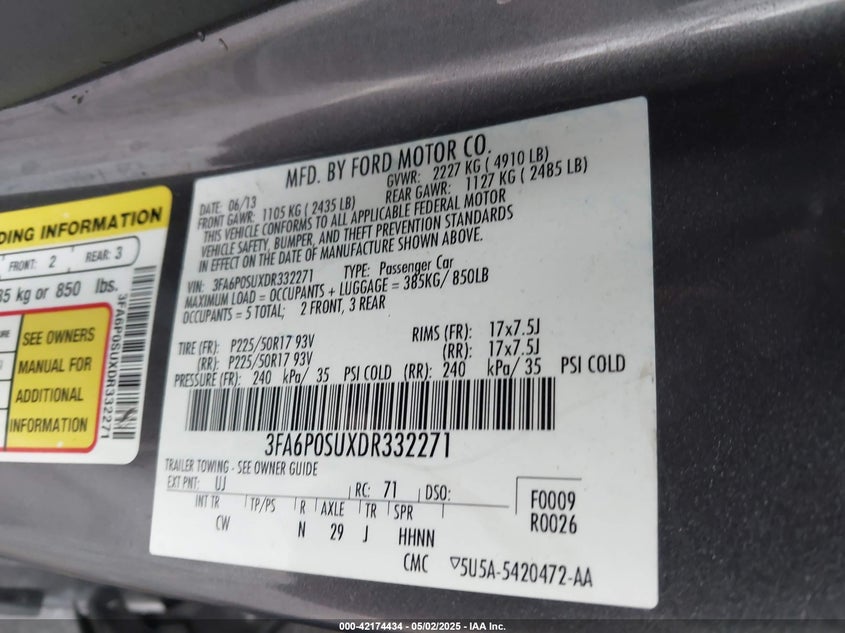 DING INFORMATION
FRONT: 2 REAR: 3
35 kg or 850 lbs.
SEE OWNERS
MANUAL FOR
ADDITIONAL
INFORMATION
3FA6P0SUXDR332271
MFD. BY FORD MOTOR CO.
DATE: 06/13 GVWR: 2227 KG ( 4910 LB)
FRONT GAWR: 1105 KG ( 2435 LB) REAR GAWR: 1127 KG ( 2485 LB)
THIS VEHICLE CONFORMS TO ALL APPLICABLE FEDERAL MOTOR
VEHICLE SAFETY, BUMPER, AND THEFT PREVENTION STANDARDS
IN EFFECT ON THE DATE OF MANUFACTURE SHOWN ABOVE.
VIN: 3FA6P0SUXDR332271 TYPE: Passenger Car
MAXIMUM LOAD = OCCUPANTS + LUGGAGE = 385KG/ 850LB
OCCUPANTS = 5 TOTAL; 2 FRONT, 3 REAR
TIRE (FR): P225/50R17 93V RIMS (FR): 17x7.5J
(RR): P225/50R17 93V (RR): 17x7.5J
PRESSURE (FR): 240 kPa/ 35 PSI COLD (RR): 240 kPa/ 35 PSI COLD
3FA6P0SUXDR332271
TRAILER TOWING - SEE OWNER GUIDE
EXT PNT: UJ RC: 71 DSO: F0009
INT TR TP/PS R AXLE TR SPR R0026
CW N 29 J HHNN
CMC ▽5U5A-5420472-AA
000-42174434 - 05/02/2025 - IAA Inc.